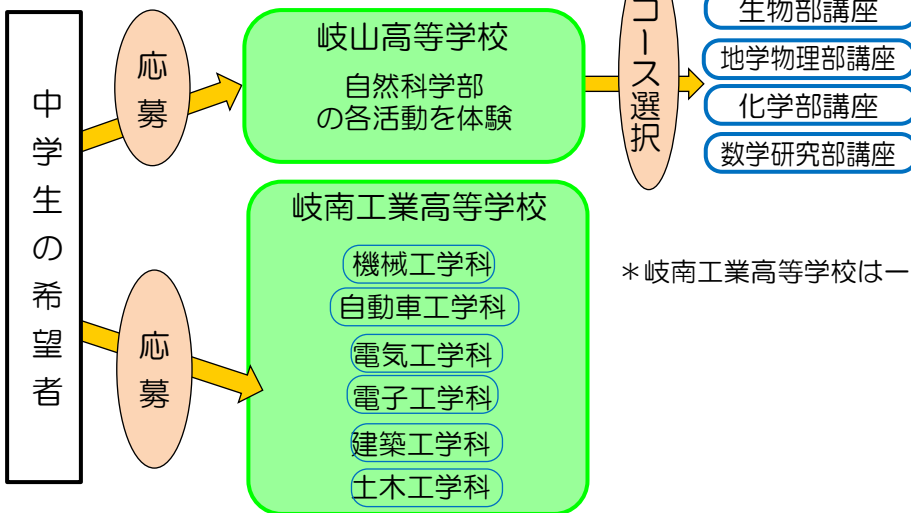 中学生の希望者
応募
岐山高等学校
自然科学部
の各活動を体験
コース選択
生物部講座
地学物理部講座
化学部講座
数学研究部講座
応募
岐南工業高等学校
機械工学科
自動車工学科
電気工学科
電子工学科
建築工学科
土木工学科
＊岐南工業高等学校は一